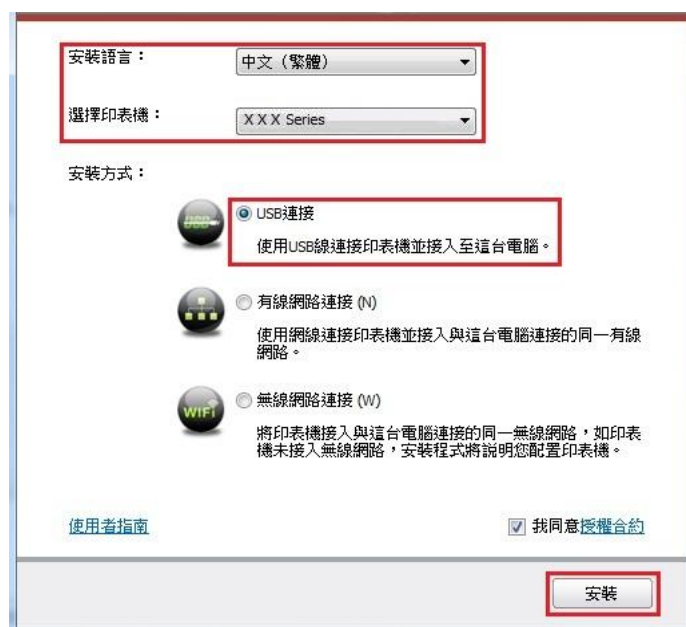 安裝語言：
中文（繁體）
選擇印表機：
X X X Series
安裝方式：
USB
USB連接
使用USB線連接印表機並接入至這台電腦。
有線網路連接 (N)
使用網線連接印表機並接入與這台電腦連接的同一有線
網路。
WiFi
無線網路連接 (W)
將印表機接入與這台電腦連接的同一無線網路，如印表
機未接入無線網路，安裝程式將説明您配置印表機。
使用者指南
我同意授權合約
安裝